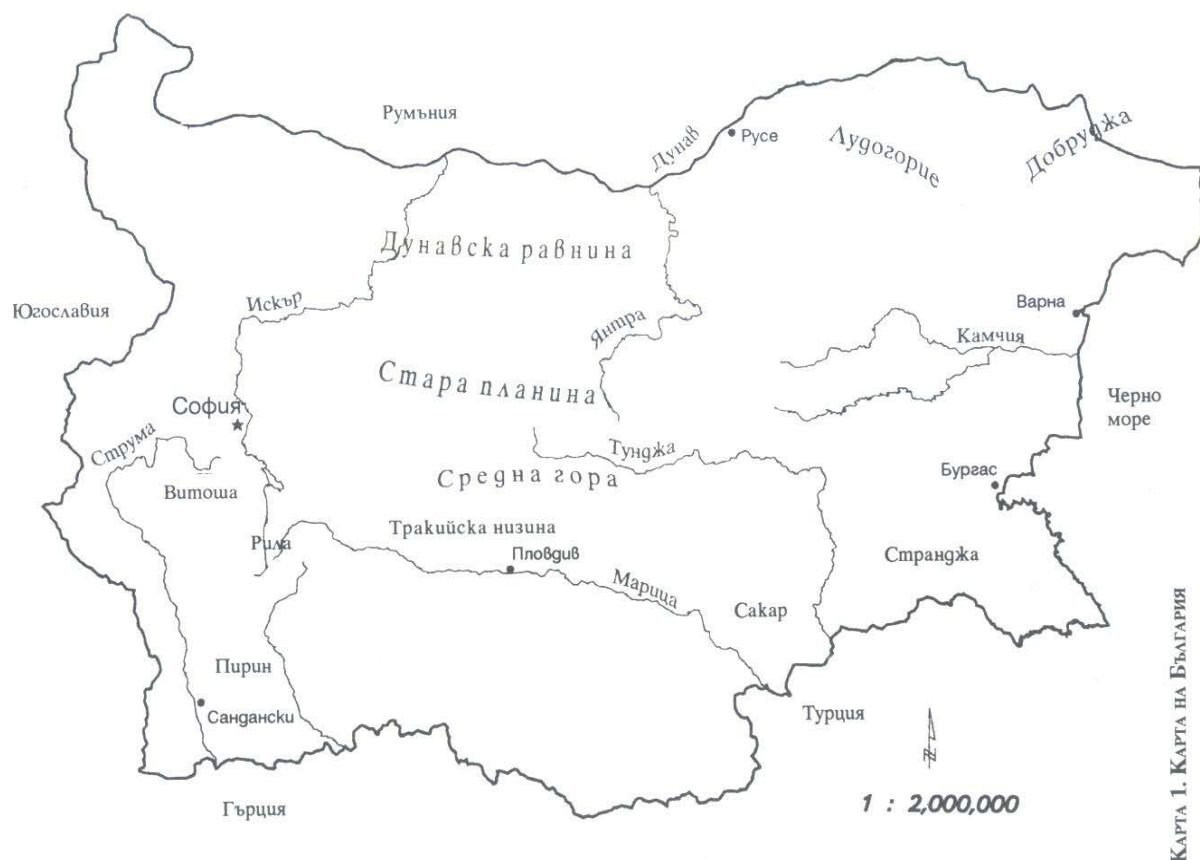 Румъния
Дунав
Русе
Лудогорие
Добруджа
Дунавска равнина
Югославия
Искър
Янтра
Варна
Камчия
Стара планина
Черно
море
София
Струма
Тунджа
Бургас
Средна гора
Витоша
Тракийска низина
Рила
Пловдив
Странджа
Марица
Сакар
Пирин
Сандански
Турция
N
Гърция
1 : 2,000,000
Карта 1. Карта на България